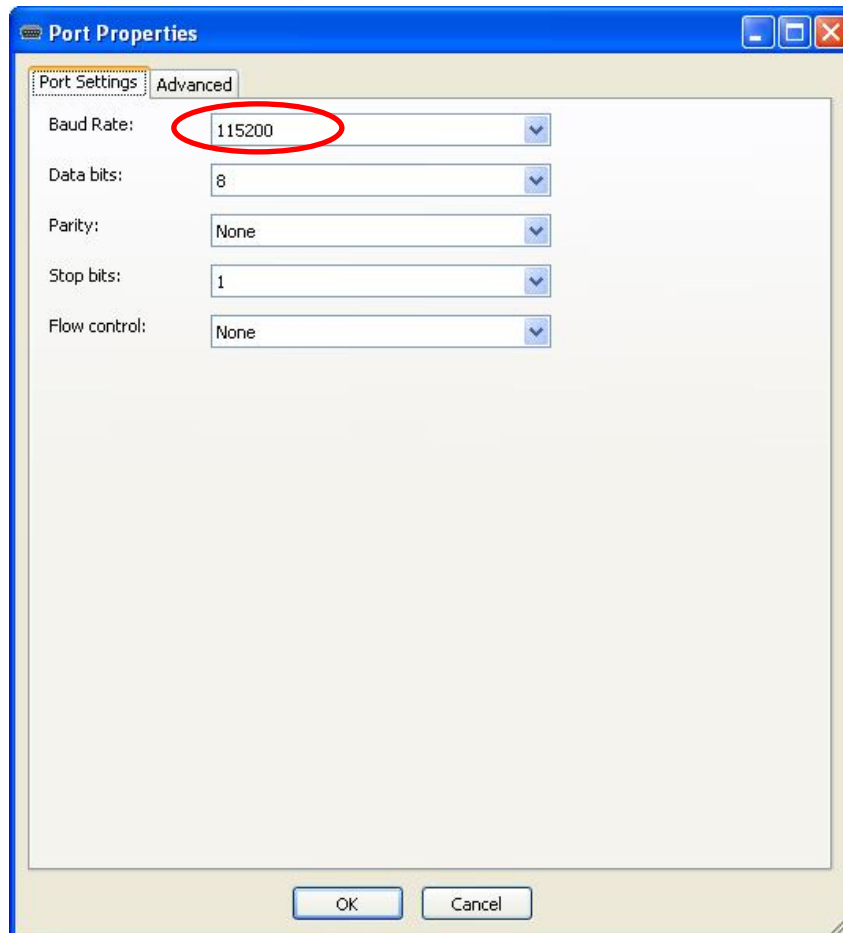 Port Properties
Port Settings Advanced
Baud Rate: 115200
Data bits: 8
Parity: None
Stop bits: 1
Flow control: None
OK Cancel